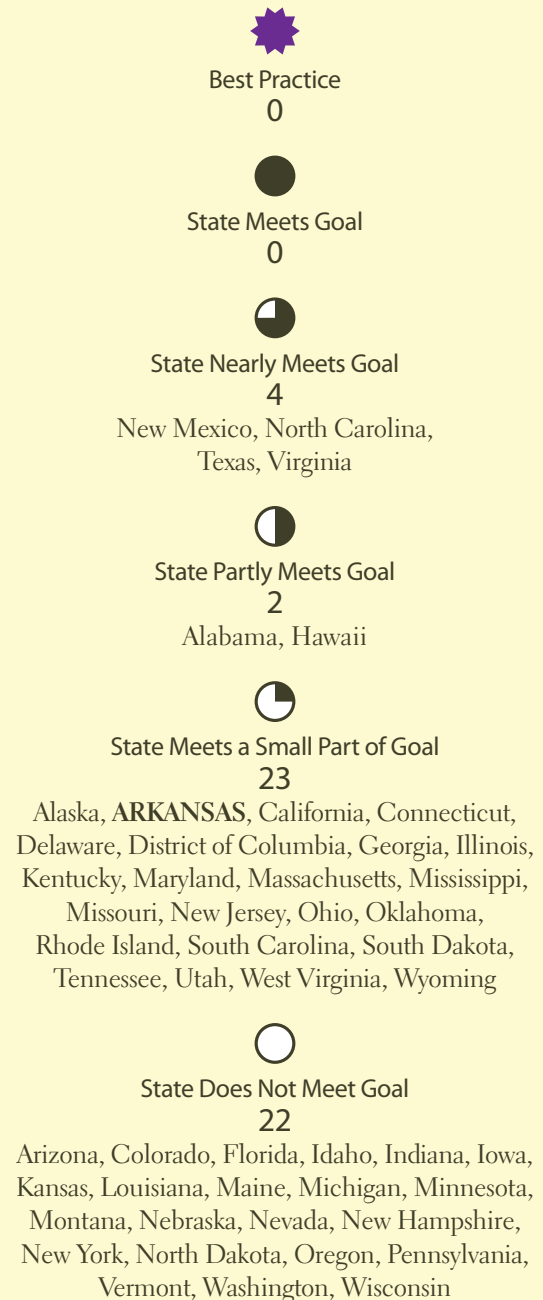 Best Practice
0
State Meets Goal
0
State Nearly Meets Goal
4
New Mexico, North Carolina,
Texas, Virginia
State Partly Meets Goal
2
Alabama, Hawaii
State Meets a Small Part of Goal
23
Alaska, ARKANSAS, California, Connecticut,
Delaware, District of Columbia, Georgia, Illinois,
Kentucky, Maryland, Massachusetts, Mississippi,
Missouri, New Jersey, Ohio, Oklahoma,
Rhode Island, South Carolina, South Dakota,
Tennessee, Utah, West Virginia, Wyoming
State Does Not Meet Goal
22
Arizona, Colorado, Florida, Idaho, Indiana, Iowa,
Kansas, Louisiana, Maine, Michigan, Minnesota,
Montana, Nebraska, Nevada, New Hampshire,
New York, North Dakota, Oregon, Pennsylvania,
Vermont, Washington, Wisconsin